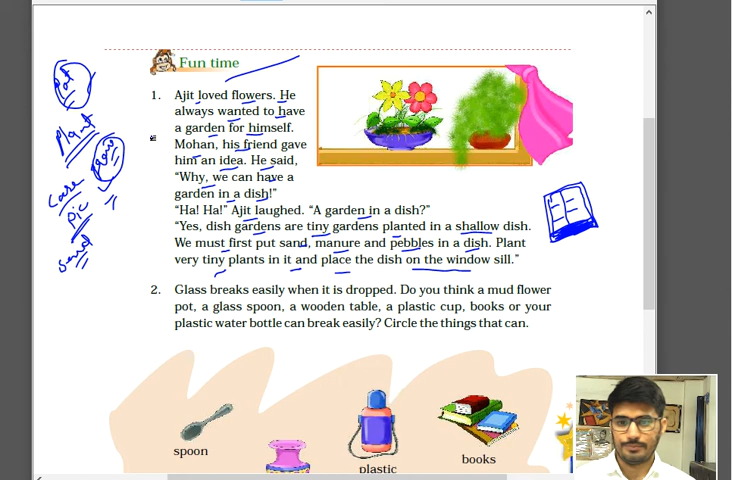 Fun time
1. Ajit loved flowers. He
always wanted to have
a garden for himself.
Mohan, his friend gave
him an idea. He said,
"Why, we can have a
garden in a dish!"
"Ha! Ha!" Ajit laughed. "A garden in a dish?"
"Yes, dish gardens are tiny gardens planted in a shallow dish.
We must first put sand, manure and pebbles in a dish. Plant
very tiny plants in it and place the dish on the window sill."
2. Glass breaks easily when it is dropped. Do you think a mud flower
pot, a glass spoon, a wooden table, a plastic cup, books or your
plastic water bottle can break easily? Circle the things that can.
spoon
plastic
books
Pot
Plant
Care
Pic
Send